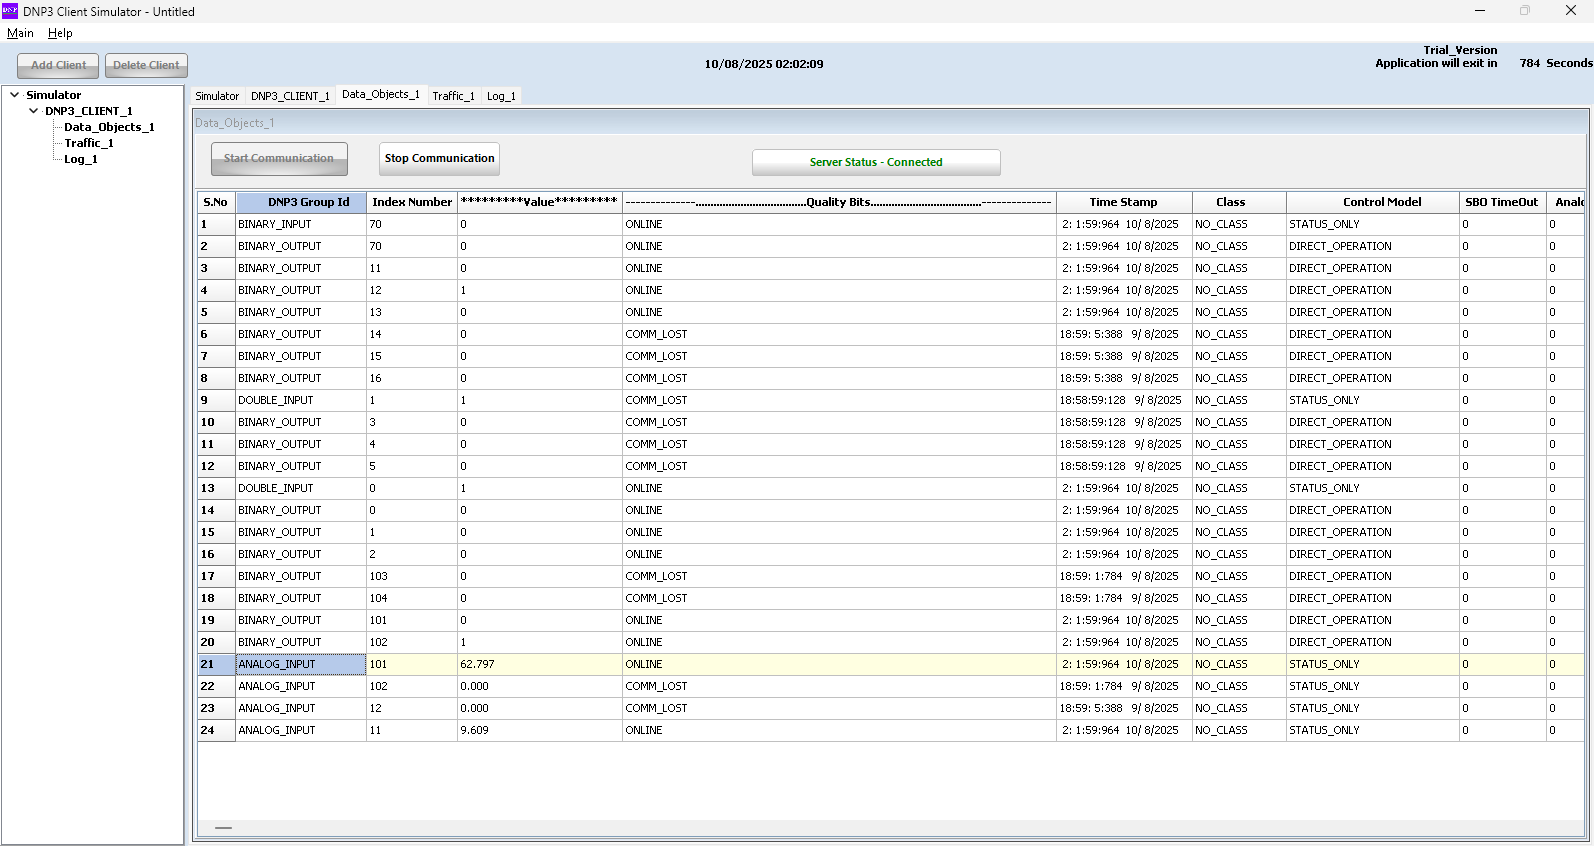 DNP3 Client Simulator - Untitled
Main Help
Add Client Delete Client
10/08/2025 02:02:09
Trial_Version
Application will exit in 784 Seconds
Simulator
DNP3_CLIENT_1
Data_Objects_1
Traffic_1
Log_1
Simulator DNP3_CLIENT_1 Data_Objects_1 Traffic_1 Log_1
Data_Objects_1
Start Communication Stop Communication Server Status - Connected
S.No DNP3 Group Id Index Number *********Value********* --------------.......................................Quality Bits.......................................-------------- Time Stamp Class Control Model SBO TimeOut Analo
1 BINARY_INPUT 70 0 ONLINE 2: 1:59:964 10/ 8/2025 NO_CLASS STATUS_ONLY 0 0
2 BINARY_OUTPUT 70 0 ONLINE 2: 1:59:964 10/ 8/2025 NO_CLASS DIRECT_OPERATION 0 0
3 BINARY_OUTPUT 11 0 ONLINE 2: 1:59:964 10/ 8/2025 NO_CLASS DIRECT_OPERATION 0 0
4 BINARY_OUTPUT 12 1 ONLINE 2: 1:59:964 10/ 8/2025 NO_CLASS DIRECT_OPERATION 0 0
5 BINARY_OUTPUT 13 0 ONLINE 2: 1:59:964 10/ 8/2025 NO_CLASS DIRECT_OPERATION 0 0
6 BINARY_OUTPUT 14 0 COMM_LOST 18:59: 5:388 9/ 8/2025 NO_CLASS DIRECT_OPERATION 0 0
7 BINARY_OUTPUT 15 0 COMM_LOST 18:59: 5:388 9/ 8/2025 NO_CLASS DIRECT_OPERATION 0 0
8 BINARY_OUTPUT 16 0 COMM_LOST 18:59: 5:388 9/ 8/2025 NO_CLASS DIRECT_OPERATION 0 0
9 DOUBLE_INPUT 1 1 COMM_LOST 18:58:59:128 9/ 8/2025 NO_CLASS STATUS_ONLY 0 0
10 BINARY_OUTPUT 3 0 COMM_LOST 18:58:59:128 9/ 8/2025 NO_CLASS DIRECT_OPERATION 0 0
11 BINARY_OUTPUT 4 0 COMM_LOST 18:58:59:128 9/ 8/2025 NO_CLASS DIRECT_OPERATION 0 0
12 BINARY_OUTPUT 5 0 COMM_LOST 18:58:59:128 9/ 8/2025 NO_CLASS DIRECT_OPERATION 0 0
13 DOUBLE_INPUT 0 1 ONLINE 2: 1:59:964 10/ 8/2025 NO_CLASS STATUS_ONLY 0 0
14 BINARY_OUTPUT 0 0 ONLINE 2: 1:59:964 10/ 8/2025 NO_CLASS DIRECT_OPERATION 0 0
15 BINARY_OUTPUT 1 0 ONLINE 2: 1:59:964 10/ 8/2025 NO_CLASS DIRECT_OPERATION 0 0
16 BINARY_OUTPUT 2 0 ONLINE 2: 1:59:964 10/ 8/2025 NO_CLASS DIRECT_OPERATION 0 0
17 BINARY_OUTPUT 103 0 COMM_LOST 18:59: 1:784 9/ 8/2025 NO_CLASS DIRECT_OPERATION 0 0
18 BINARY_OUTPUT 104 0 COMM_LOST 18:59: 1:784 9/ 8/2025 NO_CLASS DIRECT_OPERATION 0 0
19 BINARY_OUTPUT 101 0 ONLINE 2: 1:59:964 10/ 8/2025 NO_CLASS DIRECT_OPERATION 0 0
20 BINARY_OUTPUT 102 1 ONLINE 2: 1:59:964 10/ 8/2025 NO_CLASS DIRECT_OPERATION 0 0
21 ANALOG_INPUT 101 62.797 ONLINE 2: 1:59:964 10/ 8/2025 NO_CLASS STATUS_ONLY 0 0
22 ANALOG_INPUT 102 0.000 COMM_LOST 18:59: 1:784 9/ 8/2025 NO_CLASS STATUS_ONLY 0 0
23 ANALOG_INPUT 12 0.000 COMM_LOST 18:59: 5:388 9/ 8/2025 NO_CLASS STATUS_ONLY 0 0
24 ANALOG_INPUT 11 9.609 ONLINE 2: 1:59:964 10/ 8/2025 NO_CLASS STATUS_ONLY 0 0